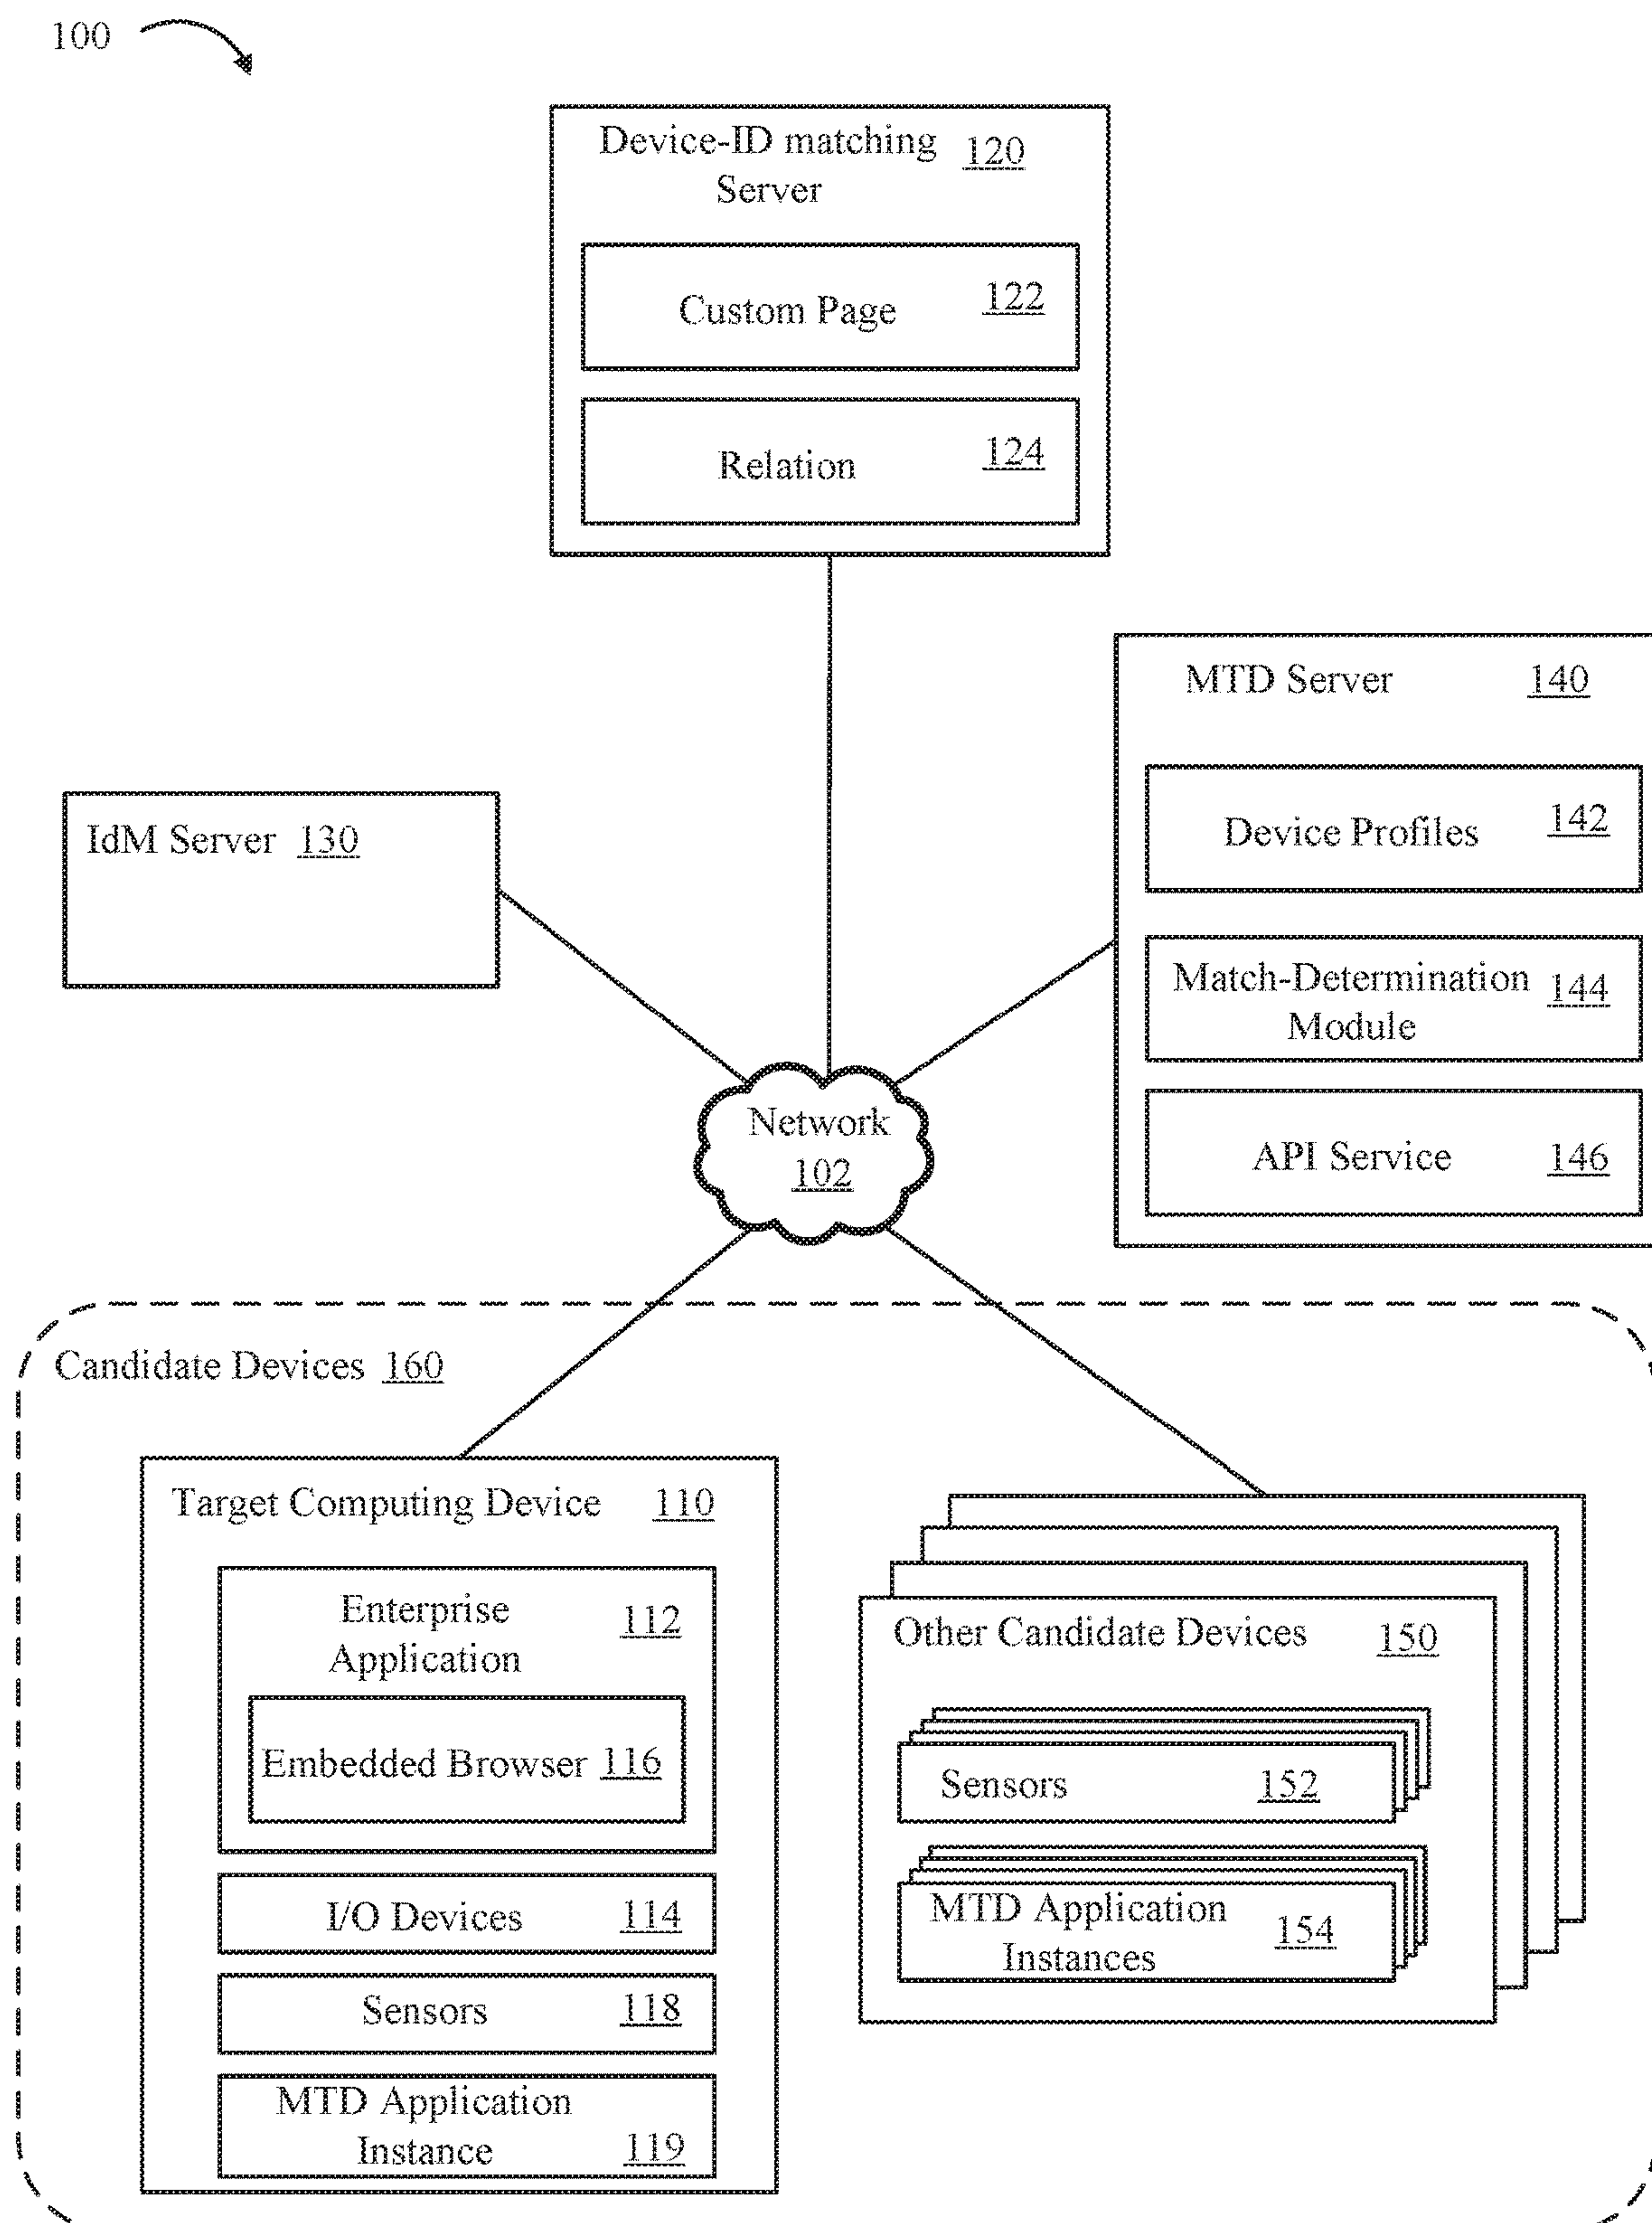 100
Device-ID matching 120
Server
Custom Page 122
Relation 124
MTD Server 140
Device Profiles 142
Match-Determination 144
Module
API Service 146
IdM Server 130
Network
102
Candidate Devices 160
Target Computing Device 110
Enterprise 112
Application
Embedded Browser 116
I/O Devices 114
Sensors 118
MTD Application
Instance 119
Other Candidate Devices 150
Sensors 152
MTD Application 154
Instances